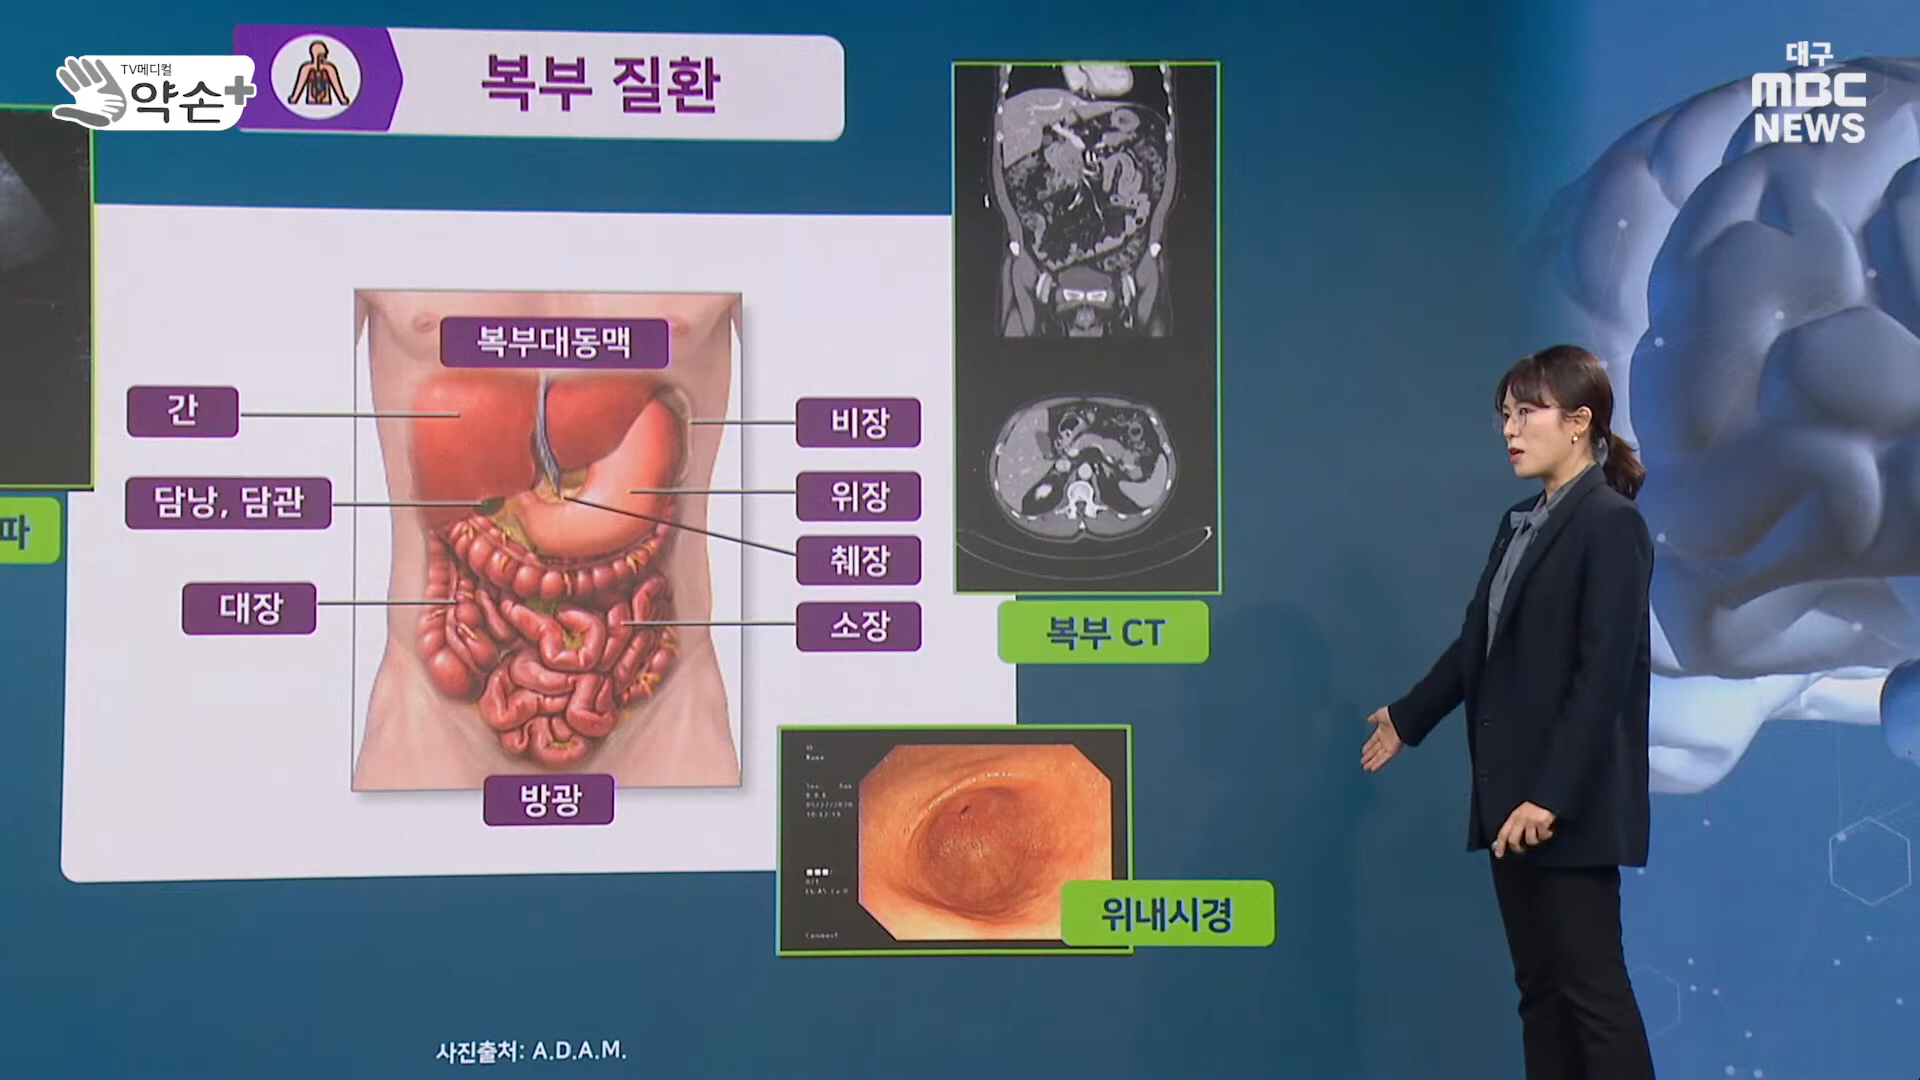 TV메디컬
약손+
복부 질환
대구
MBC
NEWS
복부대동맥
간
비장
담낭, 담관
위장
파
췌장
대장
소장
복부 CT
방광
위내시경
사진출처: A.D.A.M.